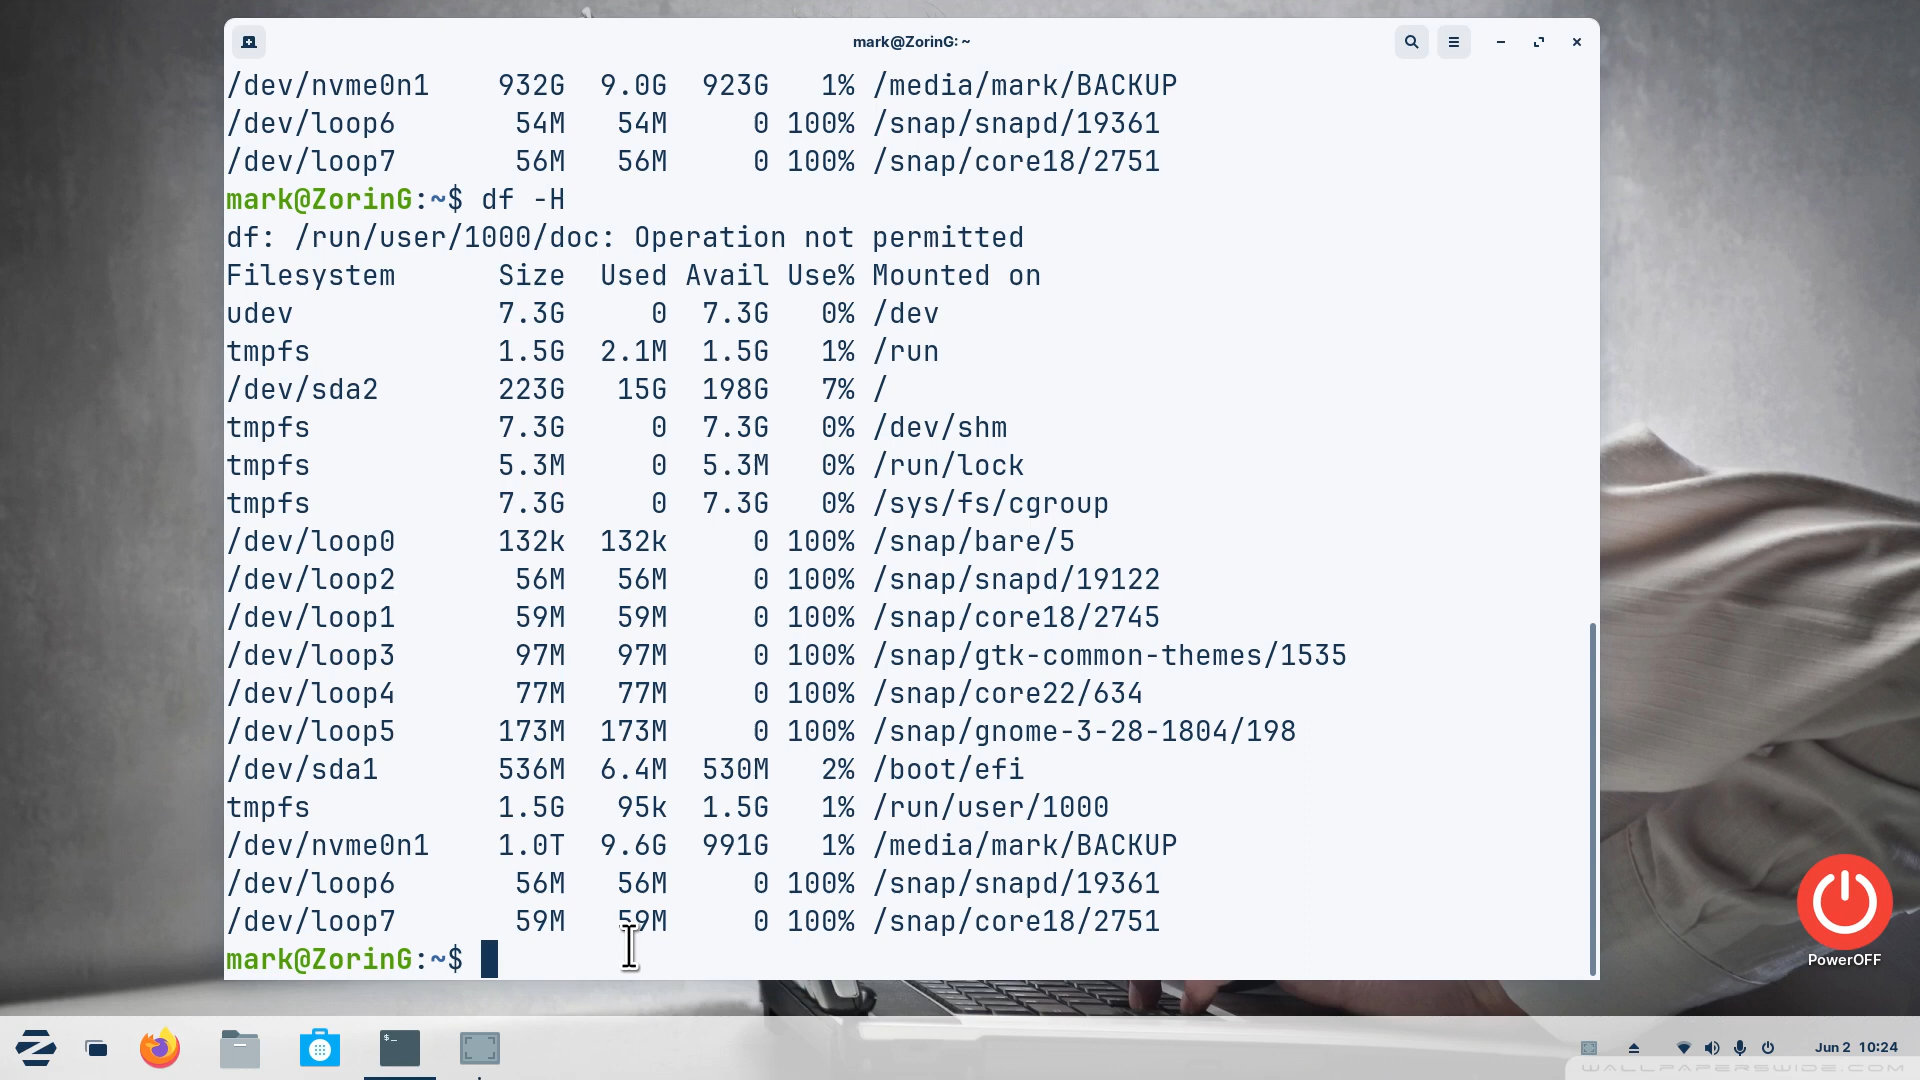 mark@ZorinG: ~
/dev/nvme0n1    932G  9.0G  923G   1% /media/mark/BACKUP
/dev/loop6       54M   54M     0 100% /snap/snapd/19361
/dev/loop7       56M   56M     0 100% /snap/core18/2751
mark@ZorinG:~$ df -H
df: /run/user/1000/doc: Operation not permitted
Filesystem      Size  Used Avail Use% Mounted on
udev            7.3G     0  7.3G   0% /dev
tmpfs           1.5G  2.1M  1.5G   1% /run
/dev/sda2       223G   15G  198G   7% /
tmpfs           7.3G     0  7.3G   0% /dev/shm
tmpfs           5.3M     0  5.3M   0% /run/lock
tmpfs           7.3G     0  7.3G   0% /sys/fs/cgroup
/dev/loop0      132k  132k     0 100% /snap/bare/5
/dev/loop2       56M   56M     0 100% /snap/snapd/19122
/dev/loop1       59M   59M     0 100% /snap/core18/2745
/dev/loop3       97M   97M     0 100% /snap/gtk-common-themes/1535
/dev/loop4       77M   77M     0 100% /snap/core22/634
/dev/loop5      173M  173M     0 100% /snap/gnome-3-28-1804/198
/dev/sda1       536M  6.4M  530M   2% /boot/efi
tmpfs           1.5G   95k  1.5G   1% /run/user/1000
/dev/nvme0n1    1.0T  9.6G  991G   1% /media/mark/BACKUP
/dev/loop6       56M   56M     0 100% /snap/snapd/19361
/dev/loop7       59M   59M     0 100% /snap/core18/2751
mark@ZorinG:~$
PowerOFF
$_
Jun 2 10:24
WALLPAPERSWIDE.COM